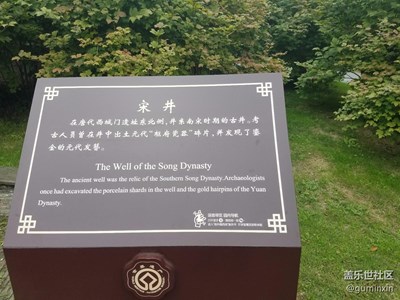 宋井
在唐代西城门遗址东北侧，井东南宋时期的古井。考
古人员曾在井中出土元代“枢府瓷器”碎片，并发现了鎏
金的元代发簪。
The Well of the Song Dynasty
The ancient well was the relic of the Soothern Song Dynasty.Archaeologists
once had excavated the porcelain shards in the well and the gold hairpins of the Yuan
Dynasty.
盖乐世社区
@guminxin